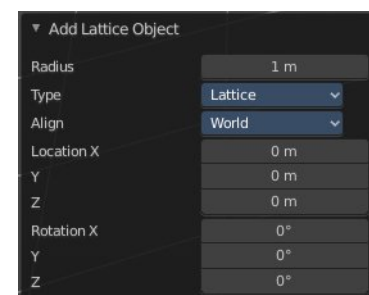 Add Lattice Object
Radius 1 m
Type Lattice
Align World
Location X 0 m
Y 0 m
Z 0 m
Rotation X 0°
Y 0°
Z 0°